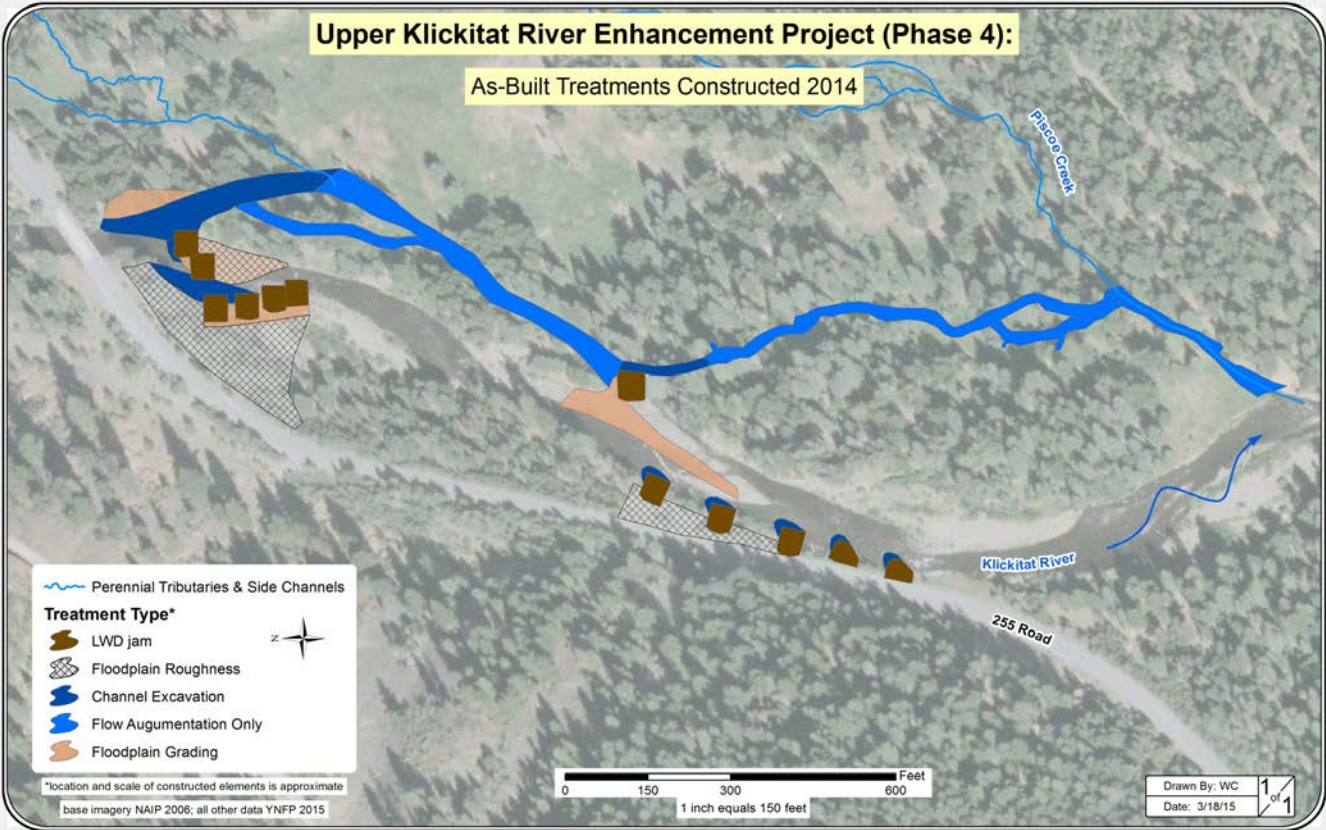 Upper Klickitat River Enhancement Project (Phase 4):
As-Built Treatments Constructed 2014
Piscoe Creek
Klickitat River
255 Road
Perennial Tributaries & Side Channels
Treatment Type*
N
LWD jam
Floodplain Roughness
Channel Excavation
Flow Augumentation Only
Floodplain Grading
*location and scale of constructed elements is approximate
base imagery NAIP 2006; all other data YNFP 2015
Feet
0 150 300 600
1 inch equals 150 feet
Drawn By: WC
Date: 3/18/15
1 of 1